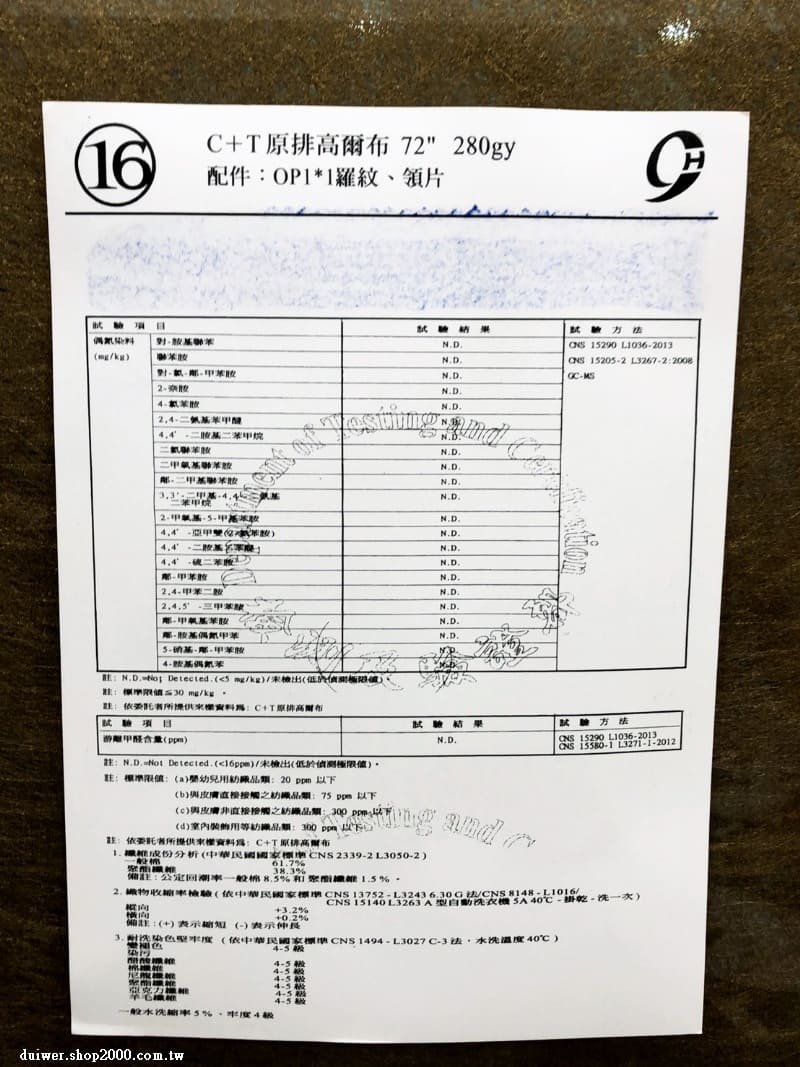 16
C+T原排高爾布 72" 280gy
配件：OP1*1羅紋、領片
試驗項目 試驗結果 試驗方法
偶氮染料 (mg/kg)
對-胺基聯苯 N.D. CNS 15290 L1036-2013
聯苯胺 N.D. CNS 15205-2 L3267-2:2008
對-氯-鄰-甲苯胺 N.D. GC-MS
2-奈胺 N.D.
4-氯苯胺 N.D.
2,4-二氨基苯甲醚 N.D.
4,4'-二胺基二苯甲烷 N.D.
二氯聯苯胺 N.D.
二甲氧基聯苯胺 N.D.
鄰-二甲基聯苯胺 N.D.
3,3'-二甲基-4,4'-二氨基二苯甲烷 N.D.
2-甲氧基-5-甲基苯胺 N.D.
4,4'-亞甲雙(2-氯苯胺) N.D.
4,4'-二胺基二苯醚 N.D.
4,4'-硫二苯胺 N.D.
鄰-甲苯胺 N.D.
2,4-甲苯二胺 N.D.
2,4,5'-三甲苯胺 N.D.
鄰-甲氧基苯胺 N.D.
鄰-胺基偶氮甲苯 N.D.
5-硝基-鄰-甲苯胺 N.D.
4-胺基偶氮苯 N.D.
註: N.D.=Not Detected.(<5 mg/kg)/未檢出(低於偵測極限值)
註: 標準限值≦30 mg/kg 。
註: 依委託者所提供來樣資料爲: C+T原排高爾布
試驗項目 試驗結果 試驗方法
游離甲醛含量(ppm) N.D. CNS 15290 L1036-2013
CNS 15580-1 L3271-1-2012
註: N.D.=Not Detected.(<16ppm)/未檢出(低於偵測極限值)。
註: 標準限值: (a)嬰幼兒用紡織品類: 20 ppm 以下
(b)與皮膚直接接觸之紡織品類: 75 ppm 以下
(c)與皮膚非直接接觸之紡織品類: 300 ppm 以下
(d)室內裝飾用等紡織品類: 300 ppm 以下
註: 依委託者所提供來樣資料爲: C+T原排高爾布
1. 纖維成份分析(中華民國國家標準CNS 2339-2 L3050-2)
一般棉 61.7%
聚酯纖維 38.3%
備註:公定回潮率一般棉8.5%和聚酯纖維1.5%。
2. 織物收縮率檢驗(依中華民國家標準CNS 13752-L3243 6.30 G法/CNS 8148-L1016/
CNS 15140 L3263 A型自動洗衣機5A 40℃-掛乾-洗一次)
縱向 +3.2%
橫向 +0.2%
備註:(+)表示縮短 (-)表示伸長
3. 耐洗染色堅牢度 (依中華民國家標準CNS 1494-L3027 C-3法，水洗溫度40℃)
變褪色 4-5級
染污
醋酸纖維 4-5級
棉纖維 4-5級
尼龍纖維 4-5級
聚酯纖維 4-5級
亞克力纖維 4-5級
羊毛纖維 4-5級
一般水洗縮率5%、牢度4級
duiwer.shop2000.com.tw